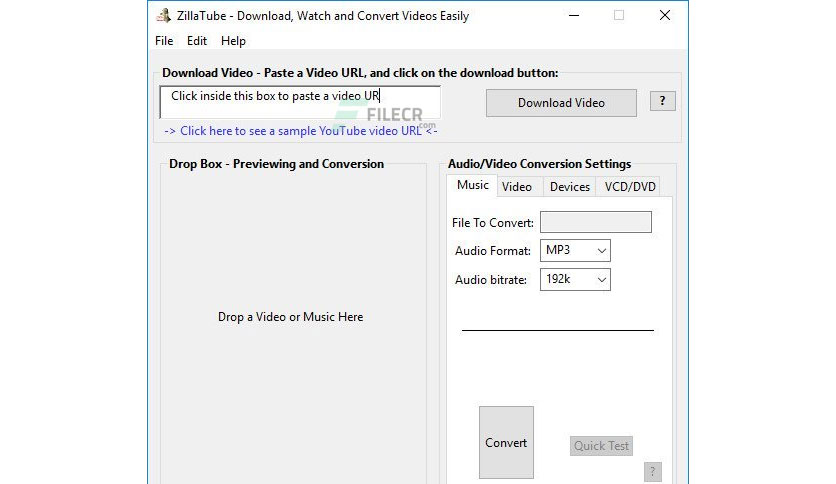 ZillaTube - Download, Watch and Convert Videos Easily
File Edit Help
Download Video - Paste a Video URL, and click on the download button:
Click inside this box to paste a video UR
Download Video
?
FILECR
.com
-> Click here to see a sample YouTube video URL <-
Drop Box - Previewing and Conversion
Drop a Video or Music Here
Audio/Video Conversion Settings
Music Video Devices VCD/DVD
File To Convert:
Audio Format: MP3
Audio bitrate: 192k
Convert
Quick Test
?